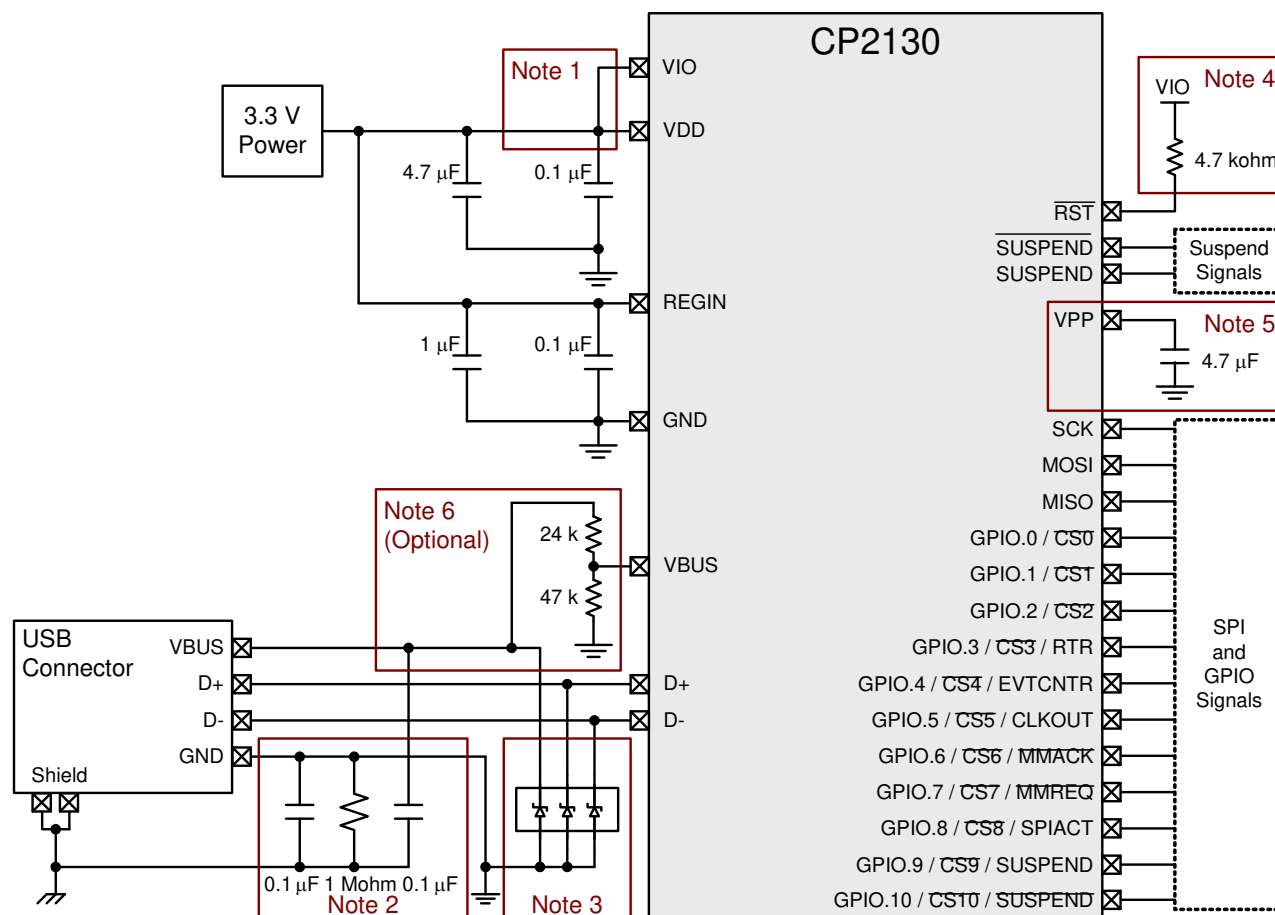 CP2130
Note 1
VIO
3.3 V
Power
VDD
4.7 µF
0.1 µF
REGIN
1 µF
0.1 µF
GND
Note 6
(Optional)
24 k
VBUS
47 k
USB
Connector
VBUS
D+
D-
GND
Shield
D+
D-
0.1 µF 1 Mohm 0.1 µF
Note 2
Note 3
Note 4
VIO
4.7 kohm
RST
SUSPEND
SUSPEND
Suspend
Signals
VPP
Note 5
4.7 µF
SCK
MOSI
MISO
GPIO.0 / CS0
GPIO.1 / CS1
GPIO.2 / CS2
GPIO.3 / CS3 / RTR
GPIO.4 / CS4 / EVTCNTR
GPIO.5 / CS5 / CLKOUT
GPIO.6 / CS6 / MMACK
GPIO.7 / CS7 / MMREQ
GPIO.8 / CS8 / SPIACT
GPIO.9 / CS9 / SUSPEND
GPIO.10 / CS10 / SUSPEND
SPI
and
GPIO
Signals